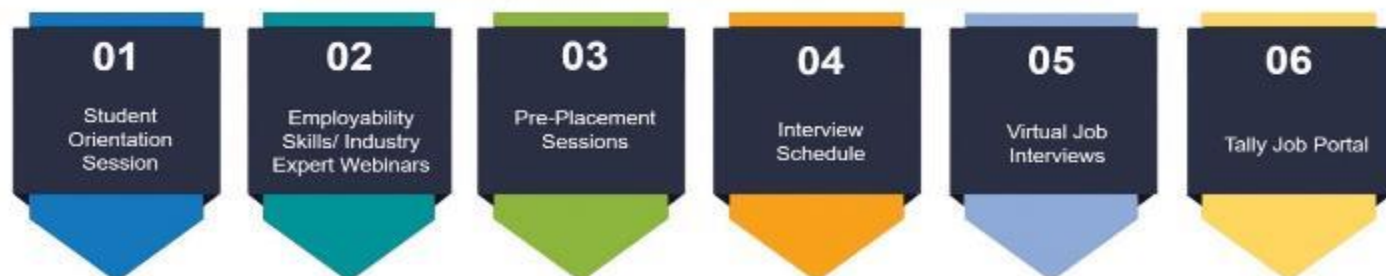 01
Student
Orientation
Session
02
Employability
Skills/ Industry
Expert Webinars
03
Pre-Placement
Sessions
04
Interview
Schedule
05
Virtual Job
Interviews
06
Tally Job Portal